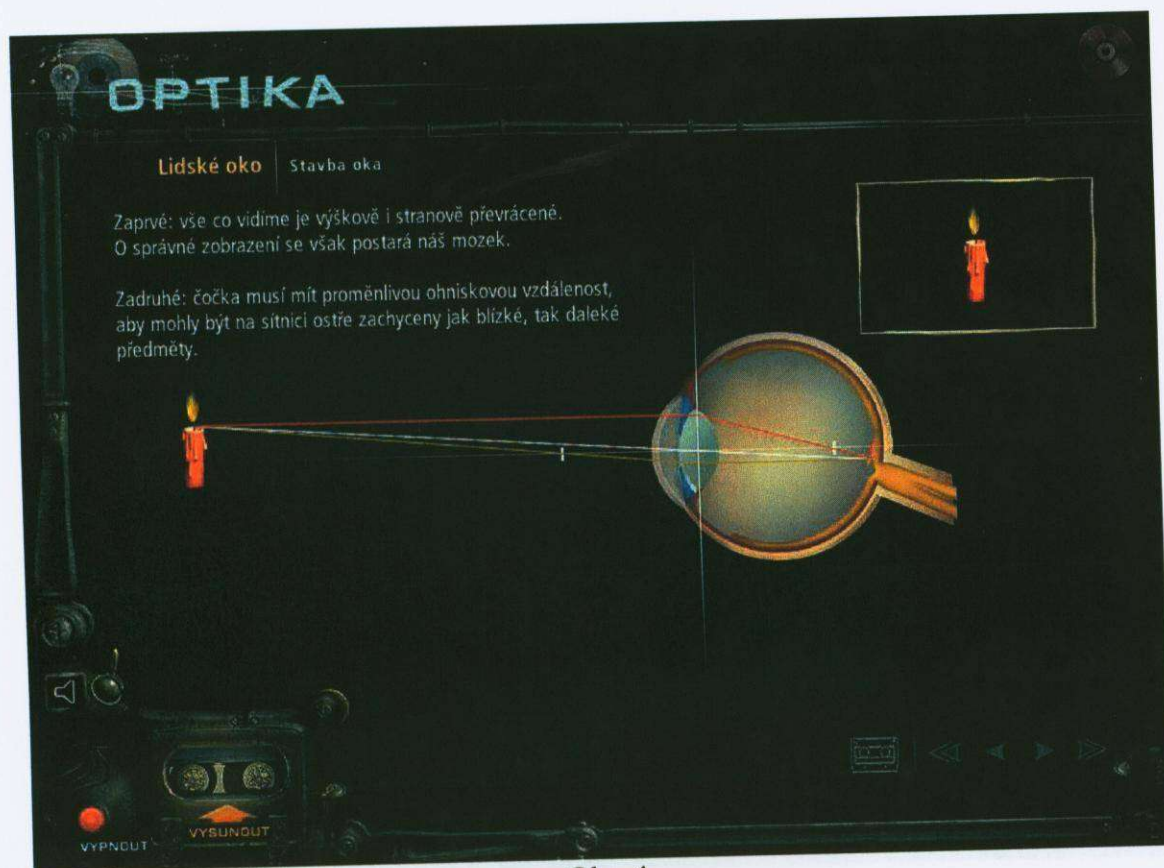 OPTIKA
Lidské oko
Stavba oka
Zaprvé: vše co vidíme je výškově i stranově převrácené.
O správné zobrazení se však postará náš mozek.
Zadruhé: čočka musí mít proměnlivou ohniskovou vzdálenost,
aby mohly být na sítnici ostře zachyceny jak blízké, tak daleké
předměty.
VYSUNOUT
VYPNOUT